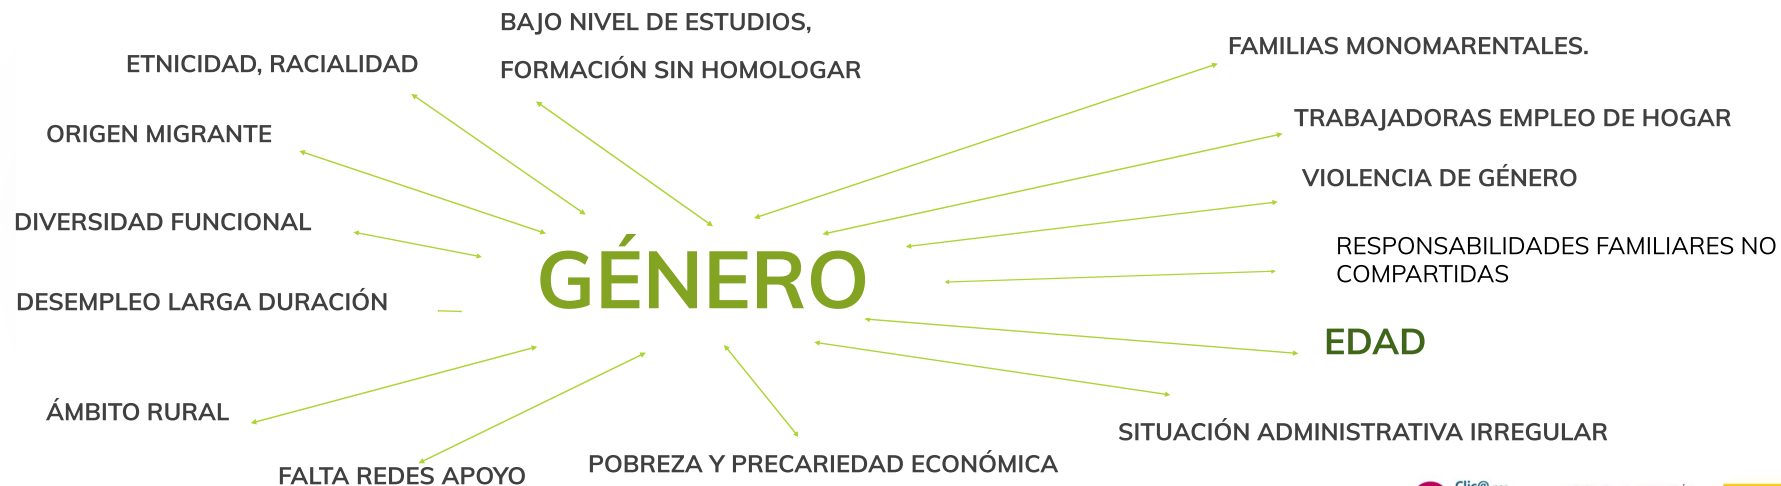 BAJO NIVEL DE ESTUDIOS,
FORMACIÓN SIN HOMOLOGAR
FAMILIAS MONOMARENTALES.
ETNICIDAD, RACIALIDAD
TRABAJADORAS EMPLEO DE HOGAR
ORIGEN MIGRANTE
VIOLENCIA DE GÉNERO
DIVERSIDAD FUNCIONAL
RESPONSABILIDADES FAMILIARES NO
COMPARTIDAS
GÉNERO
DESEMPLEO LARGA DURACIÓN
EDAD
ÁMBITO RURAL
SITUACIÓN ADMINISTRATIVA IRREGULAR
POBREZA Y PRECARIEDAD ECONÓMICA
FALTA REDES APOYO